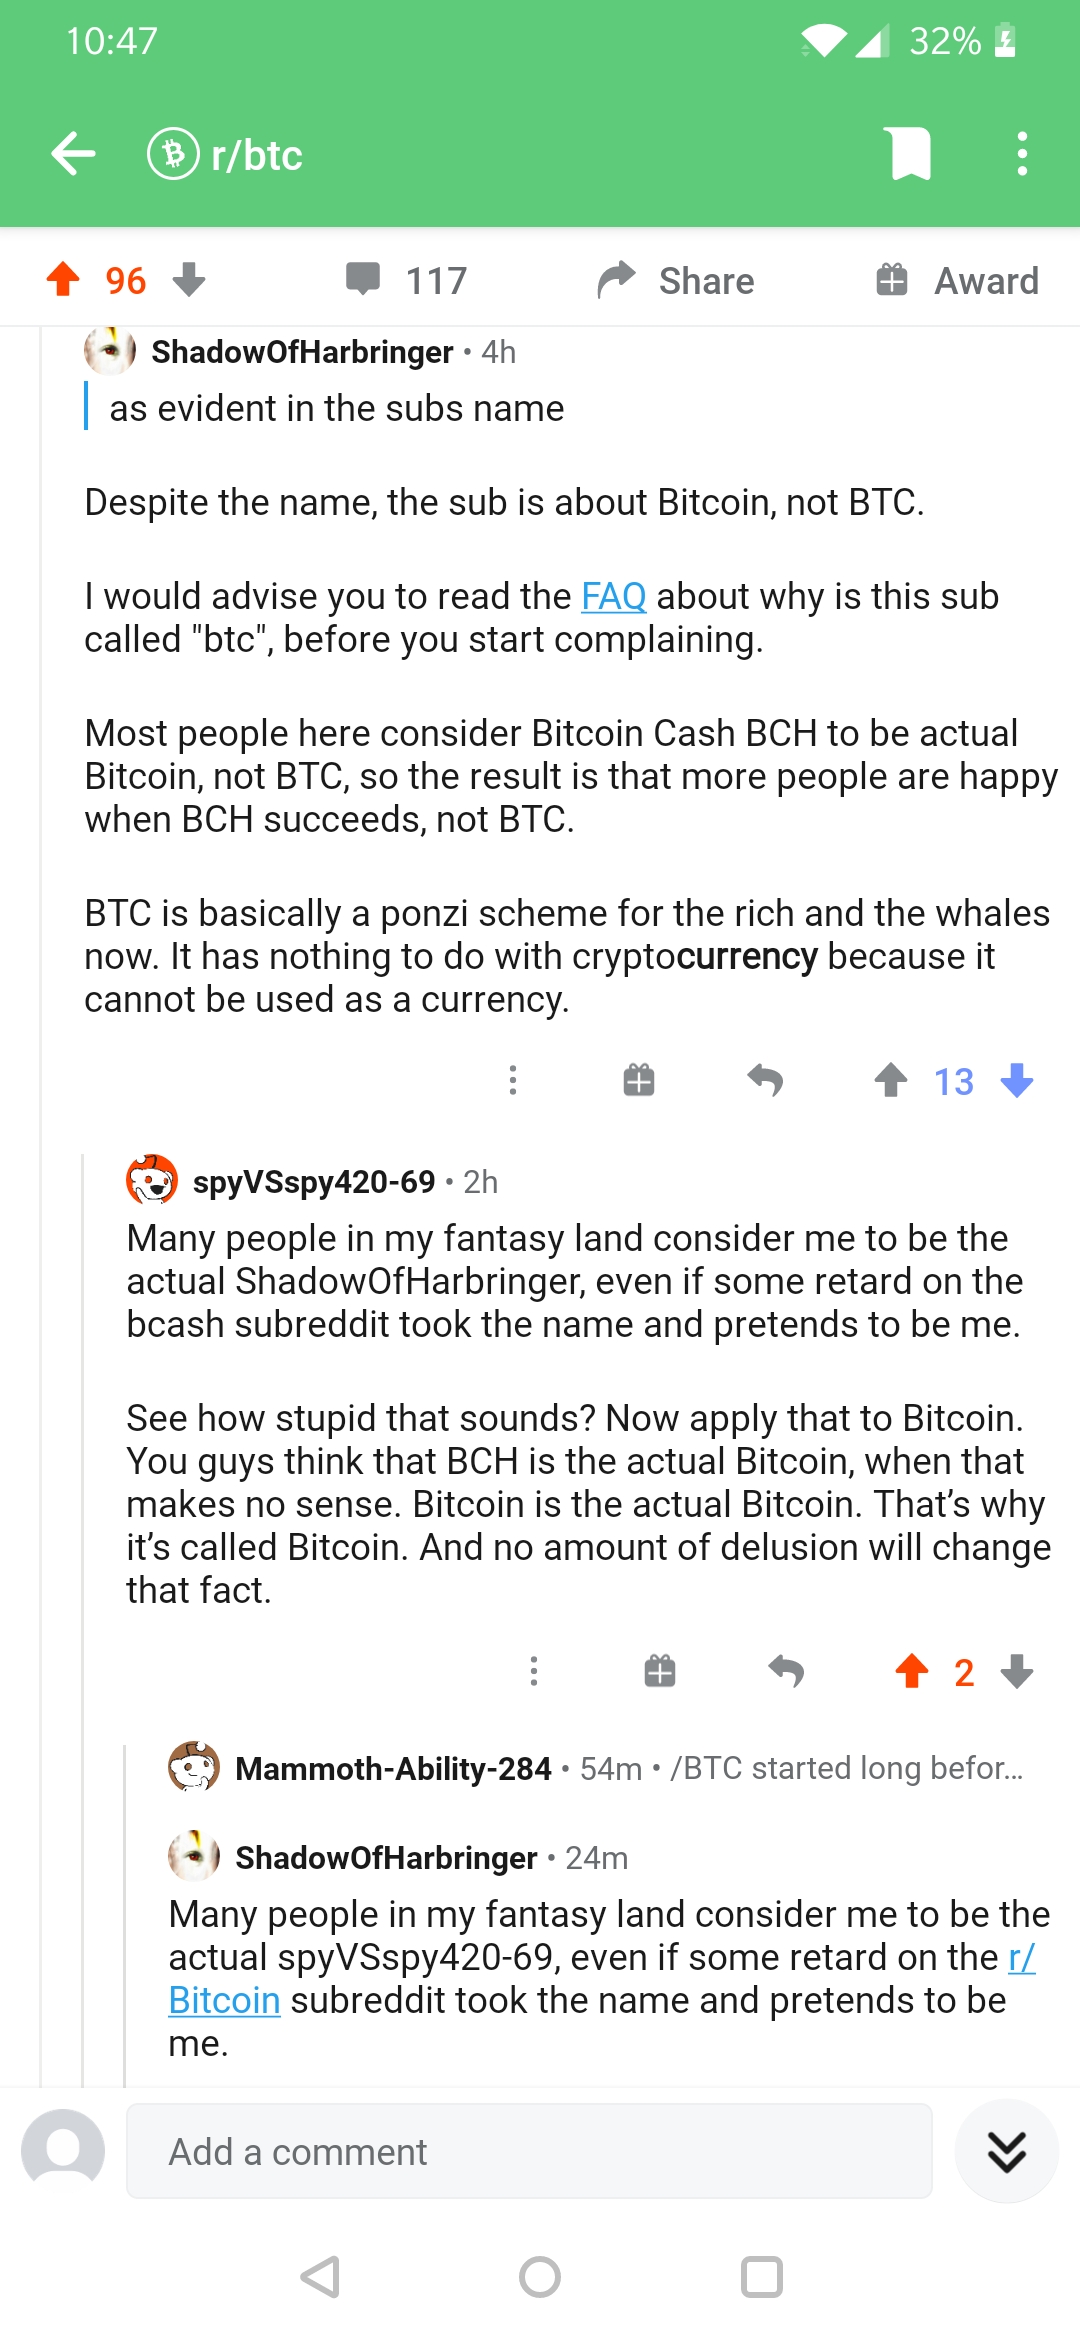 10:47
32%
r/btc
96
117
Share
Award
ShadowOfHarbringer • 4h
as evident in the subs name
Despite the name, the sub is about Bitcoin, not BTC.
I would advise you to read the FAQ about why is this sub
called "btc", before you start complaining.
Most people here consider Bitcoin Cash BCH to be actual
Bitcoin, not BTC, so the result is that more people are happy
when BCH succeeds, not BTC.
BTC is basically a ponzi scheme for the rich and the whales
now. It has nothing to do with cryptocurrency because it
cannot be used as a currency.
13
spyVSspy420-69 • 2h
Many people in my fantasy land consider me to be the
actual ShadowOfHarbringer, even if some retard on the
bcash subreddit took the name and pretends to be me.
See how stupid that sounds? Now apply that to Bitcoin.
You guys think that BCH is the actual Bitcoin, when that
makes no sense. Bitcoin is the actual Bitcoin. That’s why
it’s called Bitcoin. And no amount of delusion will change
that fact.
2
Mammoth-Ability-284 • 54m • /BTC started long befor...
ShadowOfHarbringer • 24m
Many people in my fantasy land consider me to be the
actual spyVSspy420-69, even if some retard on the r/
Bitcoin subreddit took the name and pretends to be
me.
Add a comment